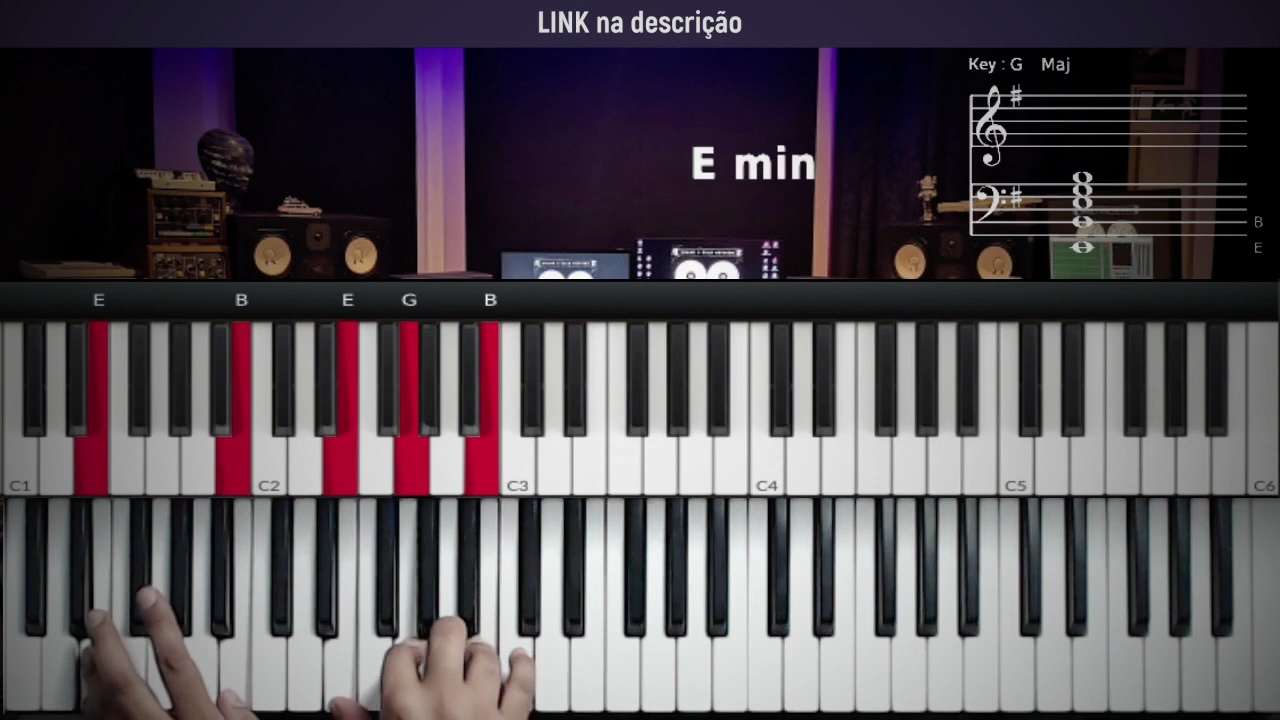 LINK na descrição
Key : G Maj
E min
B
E
E B E G B
C1 C2 C3 C4 C5 C6